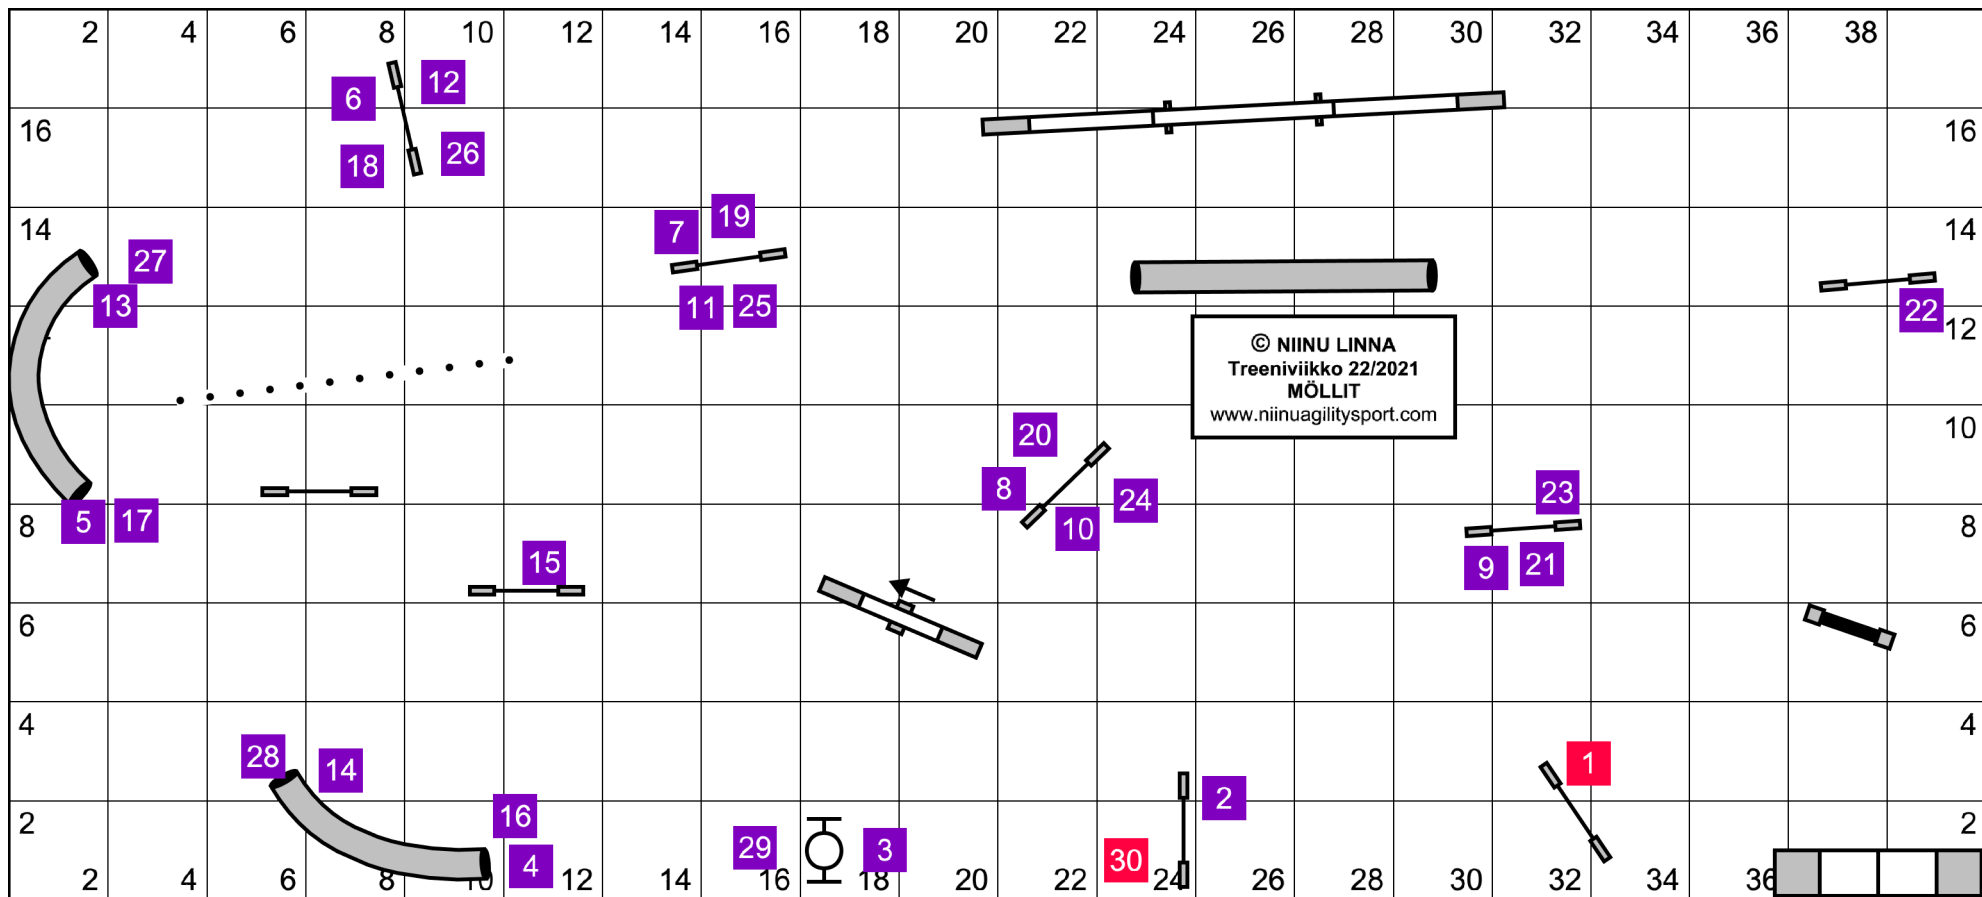 2 4 6 8 10 12 14 16 18 20 22 24 26 28 30 32 34 36 38
12
6
16 16
26
18
14 19 14
7
27
13 11 25 22
12
© NIINU LINNA
Treeniviikko 22/2021
MÖLLIT
www.niinuagilitysport.com
20 10
8 24 23
5 17 8 10 8
15 9 21
6 6
4 4
28 14 1
2
2 16 2
29 3 30
4
2 4 6 8 10 12 14 16 18 20 22 24 26 28 30 32 34 36